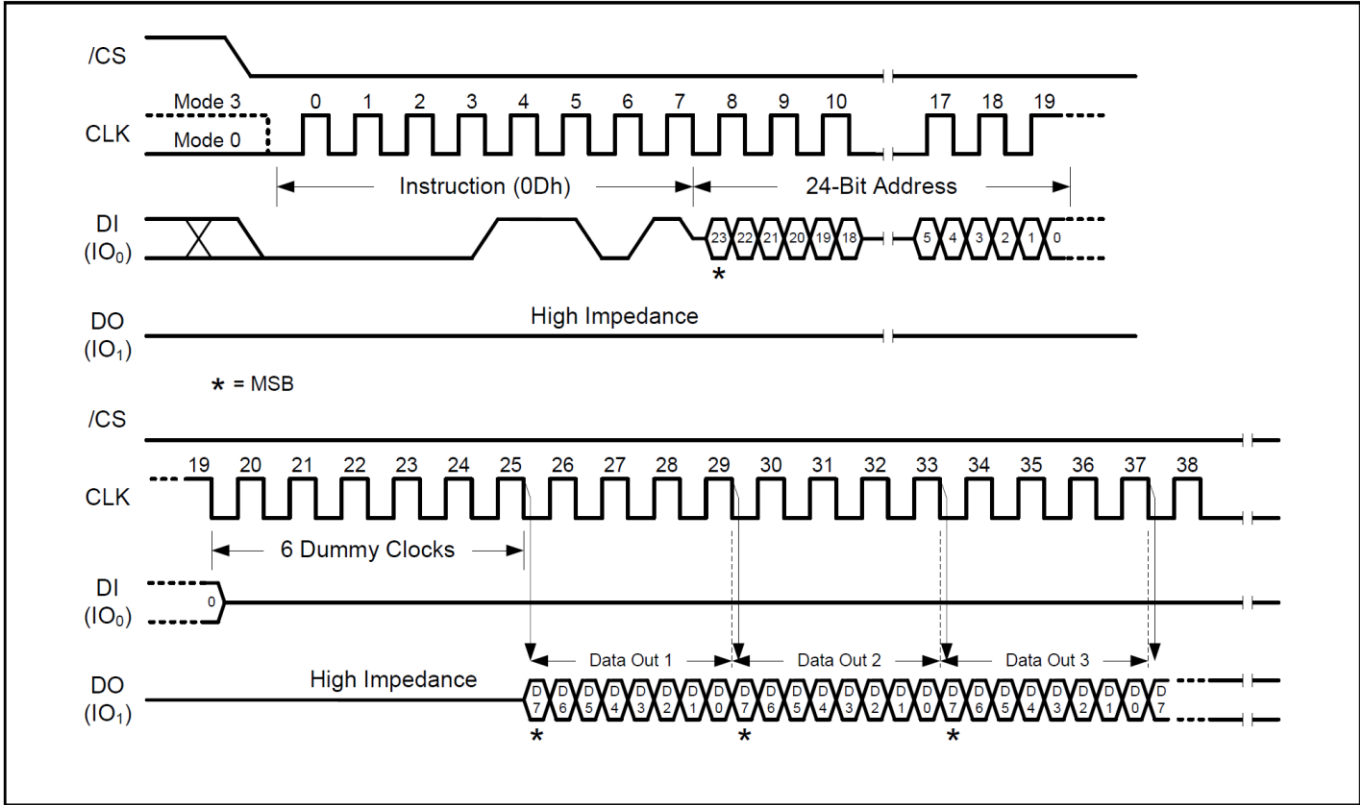 /CS
Mode 3
0 1 2 3 4 5 6 7 8 9 10 17 18 19
CLK
Mode 0
Instruction (0Dh)
24-Bit Address
DI
(IO₀)
23 22 21 20 19 18 5 4 3 2 1 0
*
High Impedance
DO
(IO₁)
* = MSB
/CS
19 20 21 22 23 24 25 26 27 28 29 30 31 32 33 34 35 36 37 38
CLK
6 Dummy Clocks
DI
(IO₀)
0
Data Out 1
Data Out 2
Data Out 3
High Impedance
DO
(IO₁)
D7 D6 D5 D4 D3 D2 D1 D0 D7 D6 D5 D4 D3 D2 D1 D0 D7 D6 D5 D4 D3 D2 D1 D0 D7
* * *